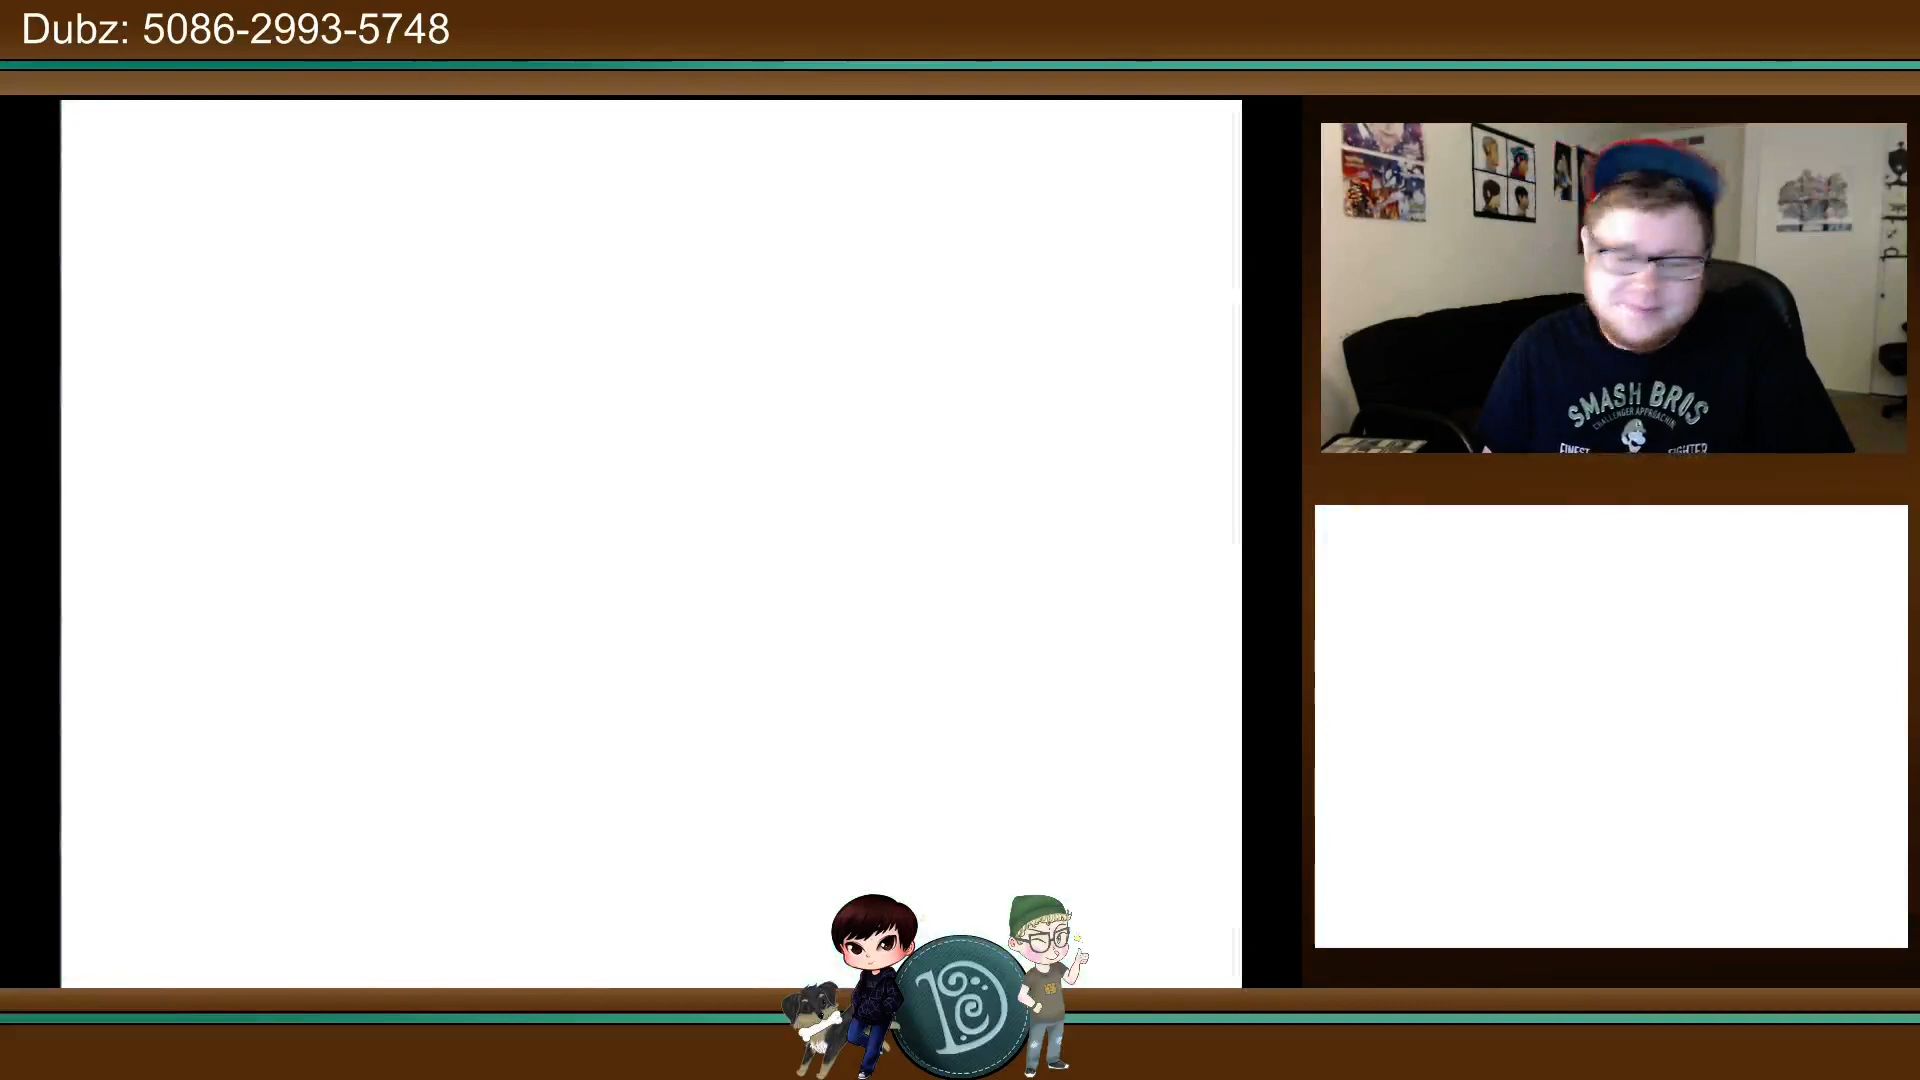 Dubz: 5086-2993-5748
SMASH BROS
CHALLENGER APPROACHING
FINEST FIGHTER
D